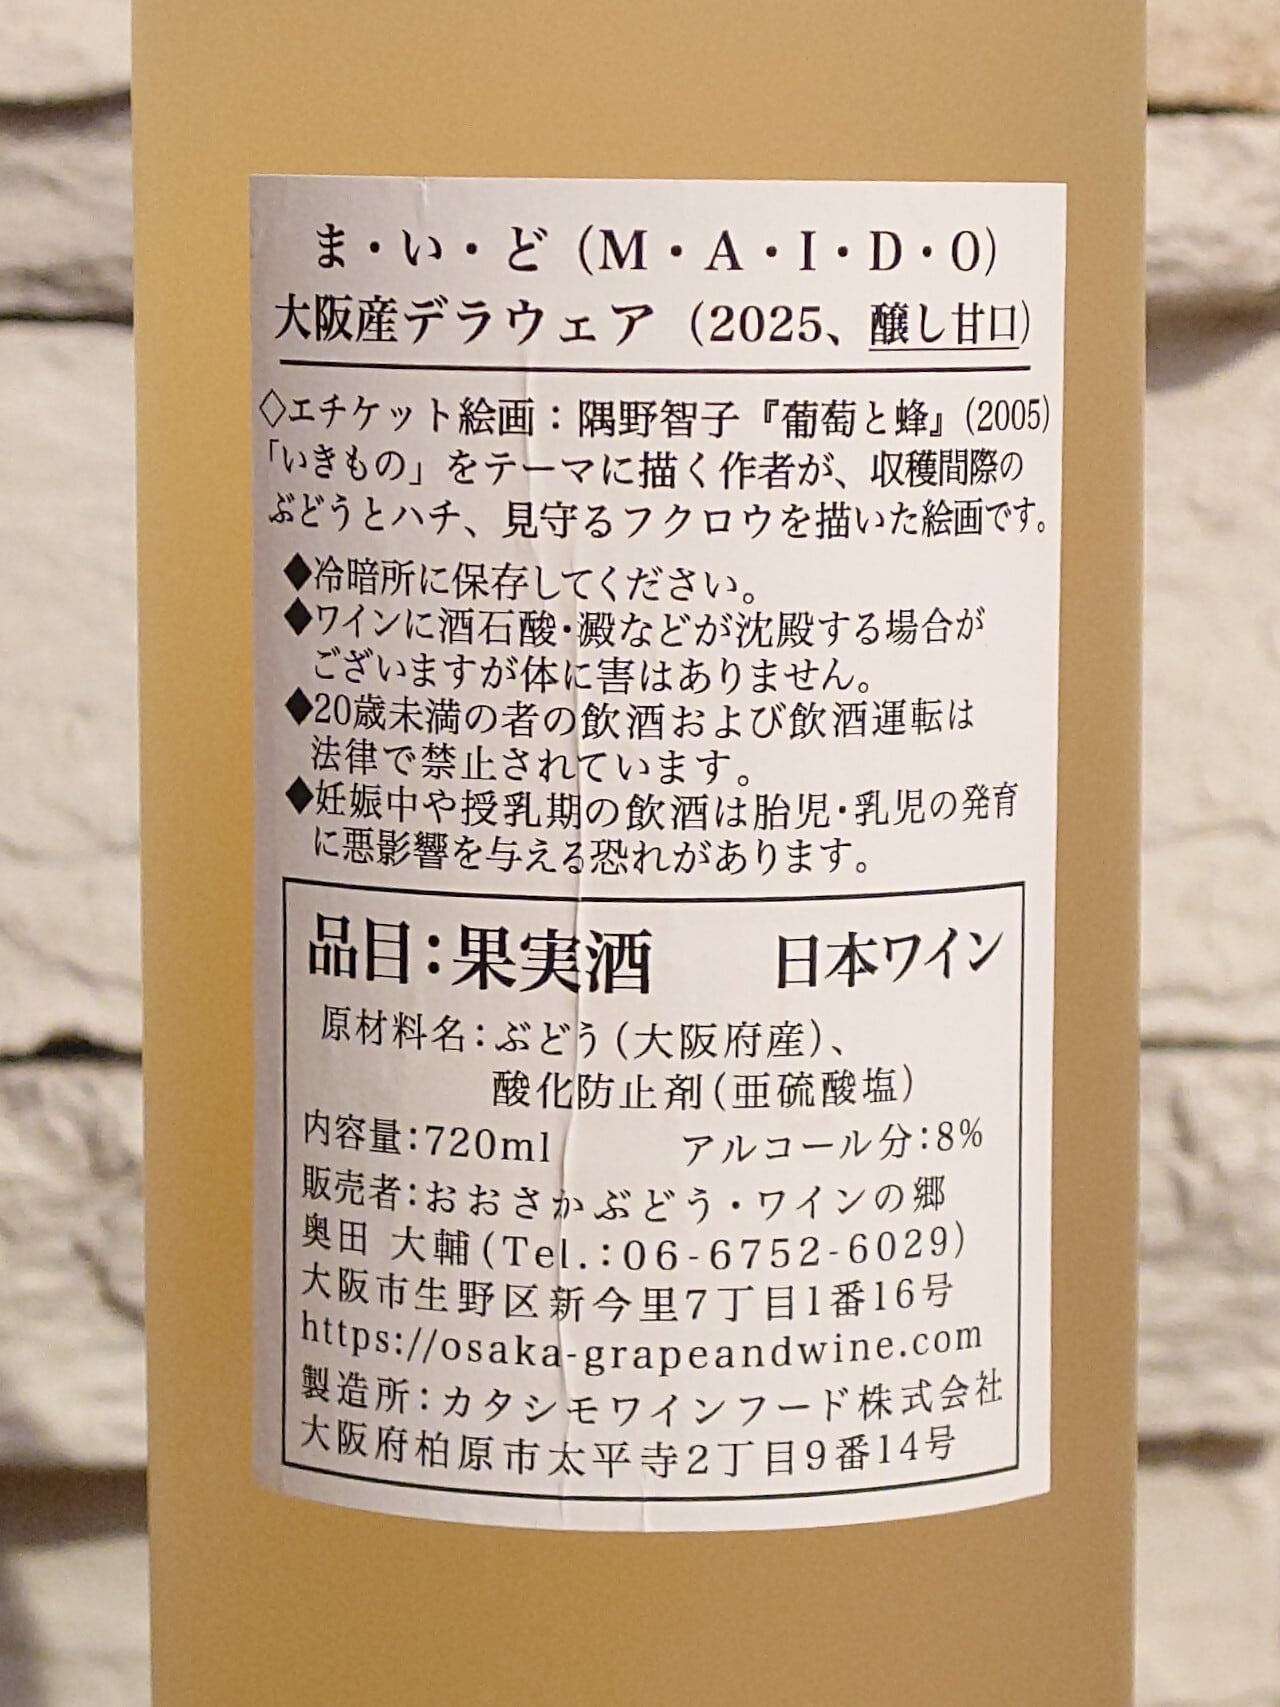 ま・い・ど（M・A・I・D・O）
大阪産デラウェア（2025、醸し甘口）
◇エチケット絵画：隅野智子『葡萄と蜂』(2005)
「いきもの」をテーマに描く作者が、収穫間際の
ぶどうとハチ、見守るフクロウを描いた絵画です。
◆冷暗所に保存してください。
◆ワインに酒石酸・澱などが沈殿する場合が
ございますが体に害はありません。
◆20歳未満の者の飲酒および飲酒運転は
法律で禁止されています。
◆妊娠中や授乳期の飲酒は胎児・乳児の発育
に悪影響を与える恐れがあります。
品目：果実酒 日本ワイン
原材料名：ぶどう（大阪府産）、
酸化防止剤（亜硫酸塩）
内容量：720ml アルコール分：8%
販売者：おおさかぶどう・ワインの郷
奥田 大輔（Tel.：06-6752-6029）
大阪市生野区新今里7丁目1番16号
https://osaka-grapeandwine.com
製造所：カタシモワインフード株式会社
大阪府柏原市太平寺2丁目9番14号